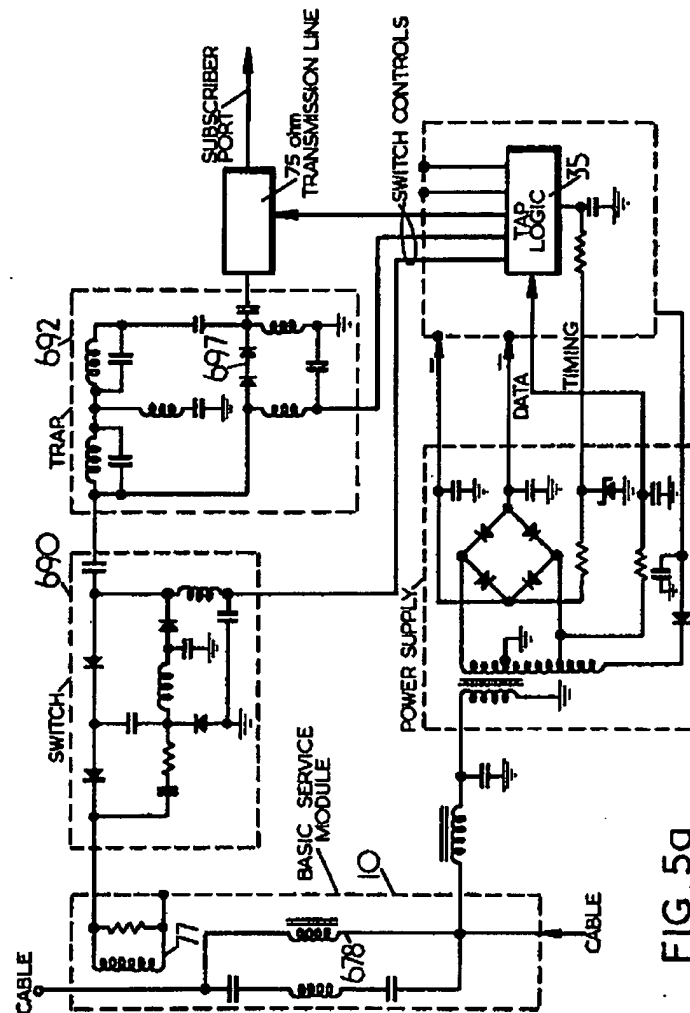 CABLE
77
678
10
BASIC SERVICE
MODULE
CABLE
SWITCH
690
TRAP
692
697
SUBSCRIBER
PORT
75 ohm
TRANSMISSION LINE
SWITCH CONTROLS
POWER SUPPLY
DATA
TIMING
TAP
LOGIC
35
FIG. 5a